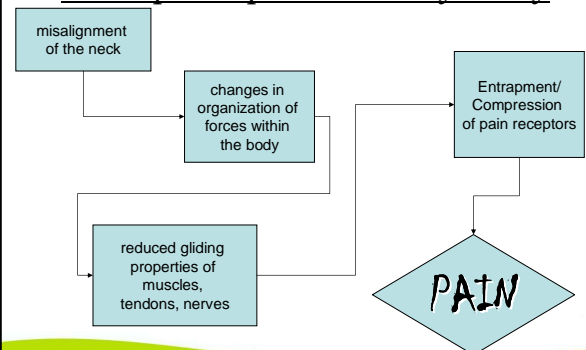 misalignment
of the neck
changes in
organization of
forces within
the body
reduced gliding
properties of
muscles,
tendons, nerves
Entrapment/
Compression
of pain receptors
PAIN